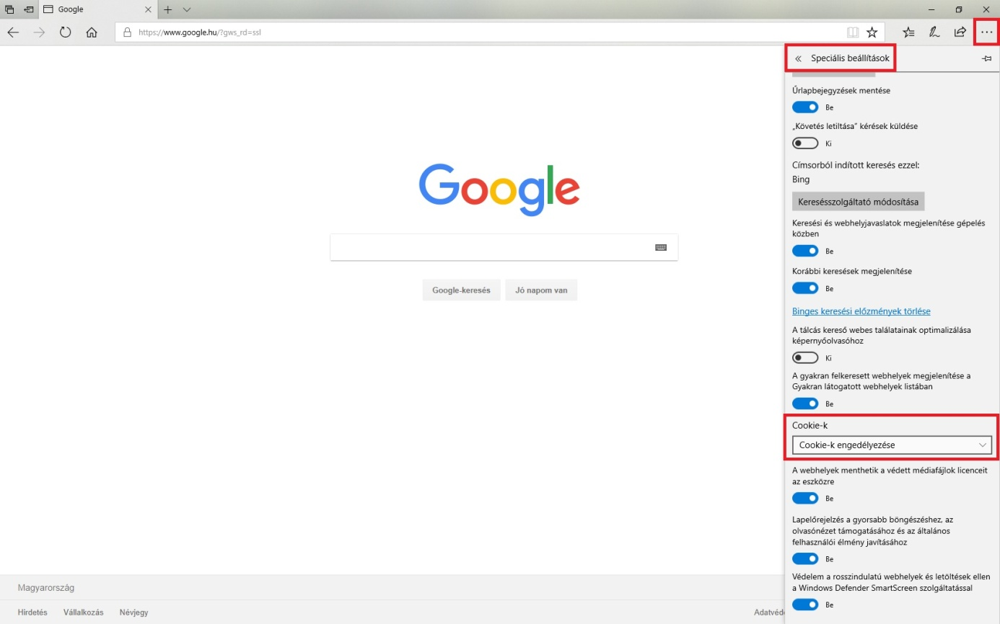 Google
https://www.google.hu/?gws_rd=ssl
Speciális beállítások
Űrlapbejegyzések mentése
Be
„Követés letiltása” kérések küldése
Ki
Címsorból indított keresés ezzel:
Bing
Keresésszolgáltató módosítása
Keresési és webhelyjavaslatok megjelenítése gépelés
közben
Be
Korábbi keresések megjelenítése
Be
Binges keresési előzmények törlése
A tálcás kereső webes találatainak optimalizálása
képernyőolvasóhoz
Ki
A gyakran felkeresett webhelyek megjelenítése a
Gyakran látogatott webhelyek listában
Be
Cookie-k
Cookie-k engedélyezése
A webhelyek menthetik a védett médiafájlok licenceit
az eszközre
Be
Lapelőrejelzés a gyorsabb böngészéshez, az
olvasónézet támogatásához és az általános
felhasználói élmény javításához
Be
Védelem a rosszindulatú webhelyek és letöltések ellen
a Windows Defender SmartScreen szolgáltatással
Be
Google
Google-keresés
Jó napom van
Magyarország
Hirdetés
Vállalkozás
Névjegy